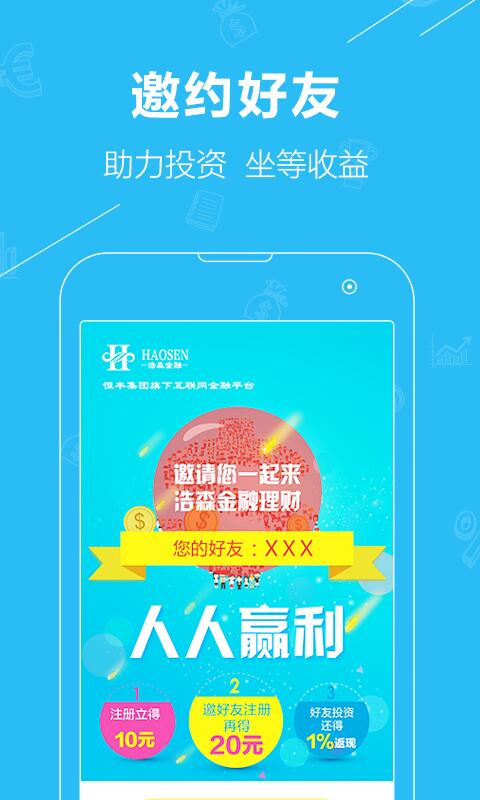 邀约好友
助力投资 坐等收益
HAOSEN
浩森金融
恒丰集团旗下互联网金融平台
邀请您一起来
浩森金融理财
您的好友：XXX
人人赢利
1
注册立得
10元
2
邀好友注册
再得
20元
3
好友投资
还得
1%返现